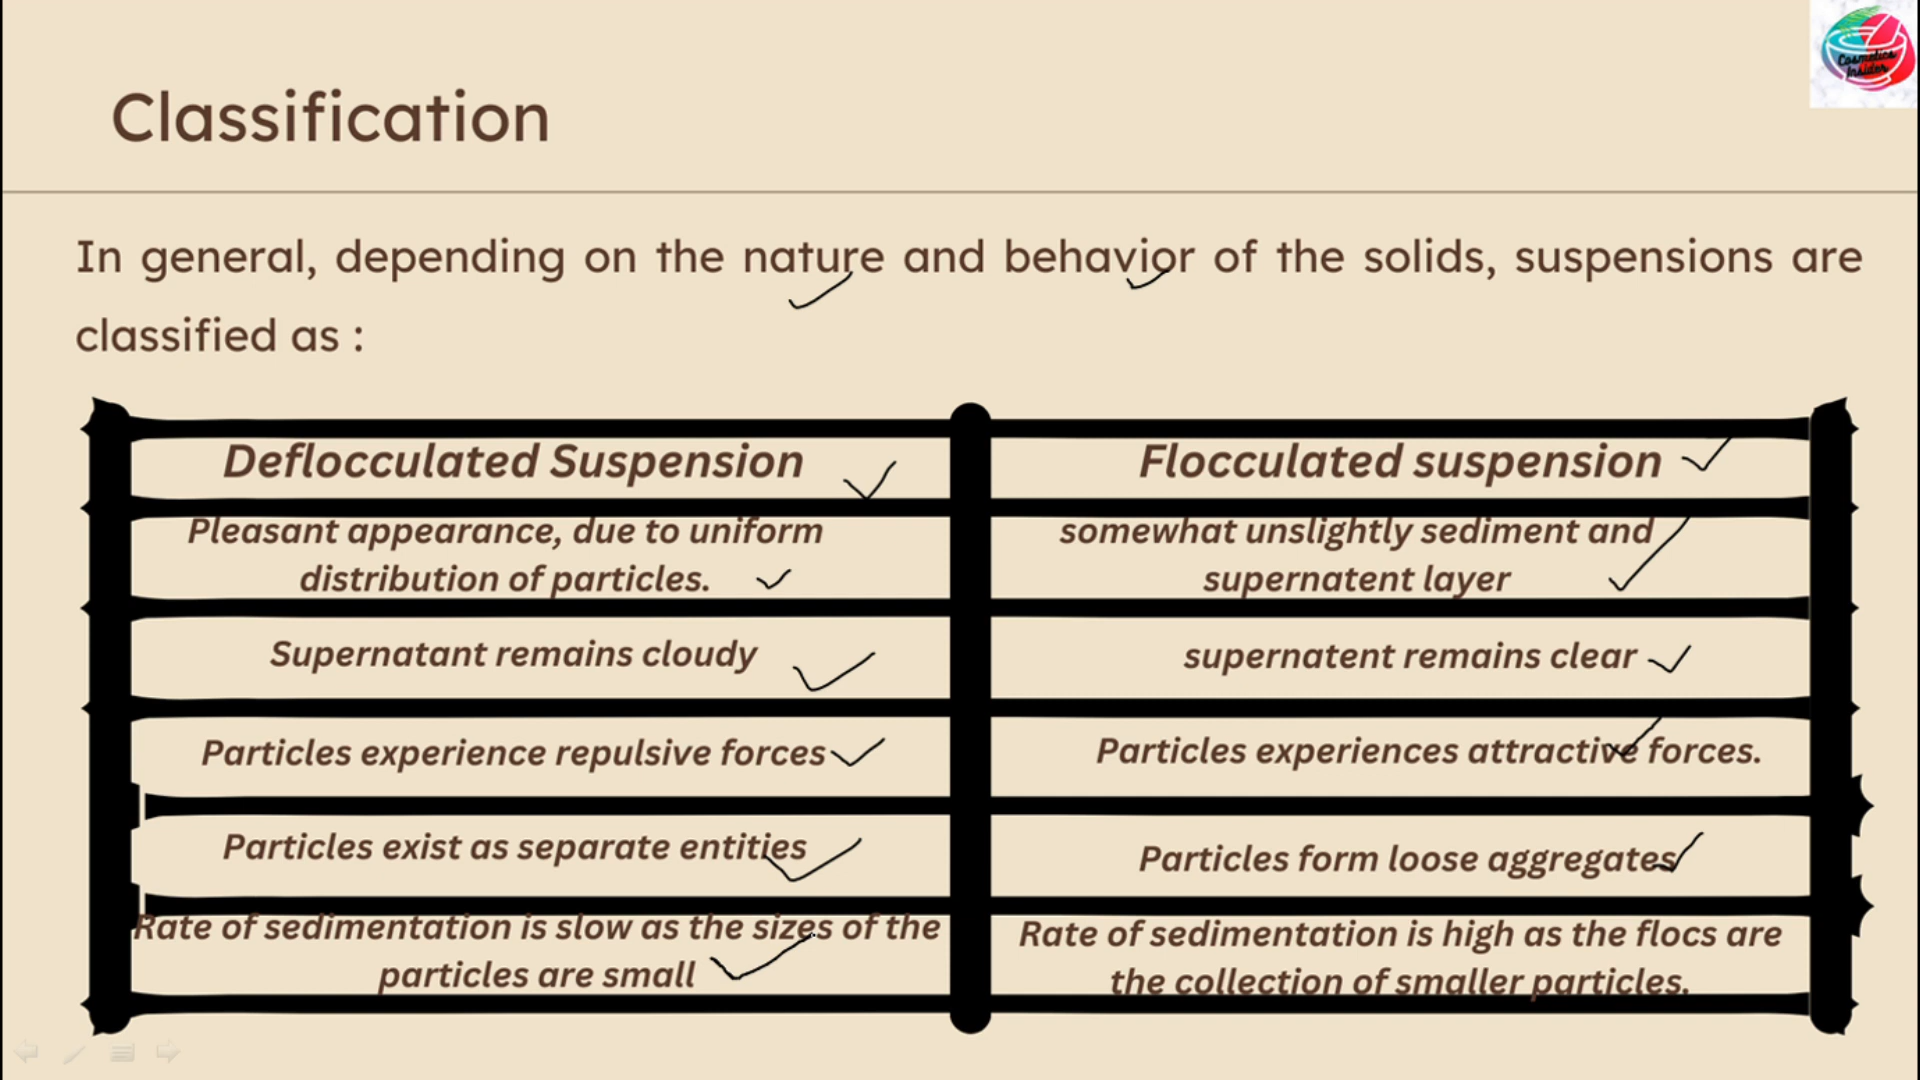 Cosmetics
Insider
Classification
In general, depending on the nature and behavior of the solids, suspensions are
classified as :
Deflocculated Suspension
Flocculated suspension
Pleasant appearance, due to uniform
distribution of particles.
somewhat unslightly sediment and
supernatent layer
Supernatant remains cloudy
supernatent remains clear
Particles experience repulsive forces
Particles experiences attractive forces.
Particles exist as separate entities
Particles form loose aggregates
Rate of sedimentation is slow as the sizes of the
particles are small
Rate of sedimentation is high as the flocs are
the collection of smaller particles.